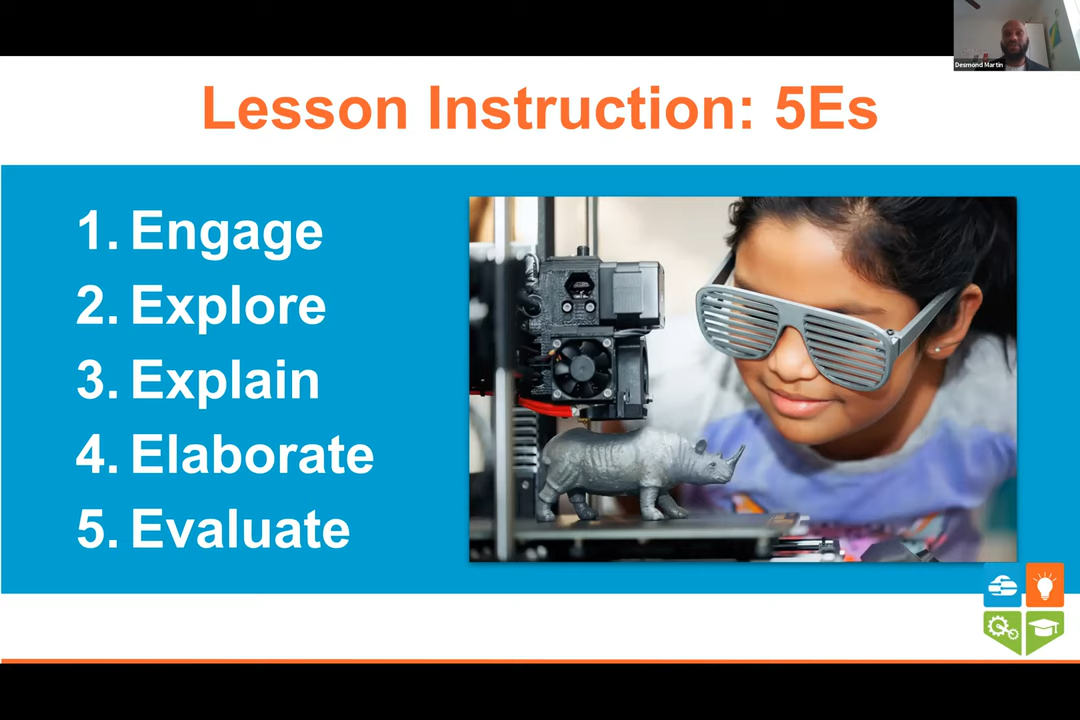 Desmond Martin
Lesson Instruction: 5Es
1. Engage
2. Explore
3. Explain
4. Elaborate
5. Evaluate